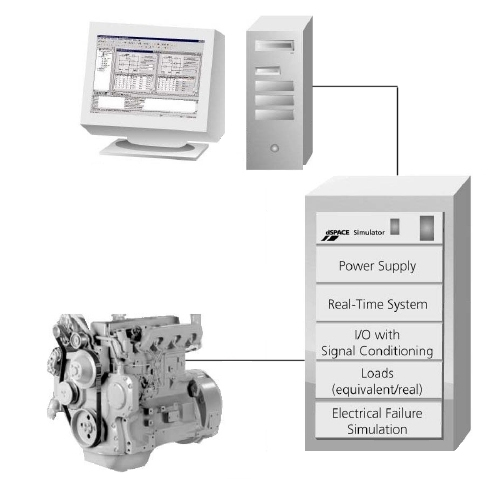 dSPACE Simulator
Power Supply
Real-Time System
I/O with
Signal Conditioning
Loads
(equivalent/real)
Electrical Failure
Simulation